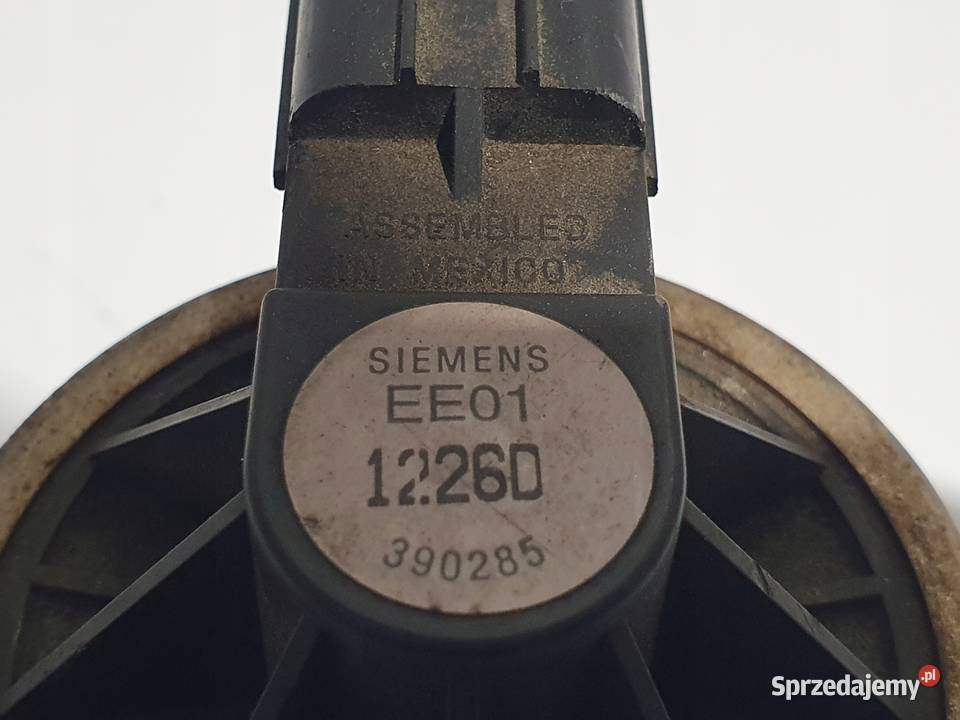 ASSEMBLED
IN MEXICO
SIEMENS
EE01
1226D
390285
Sprzedajemy.pl